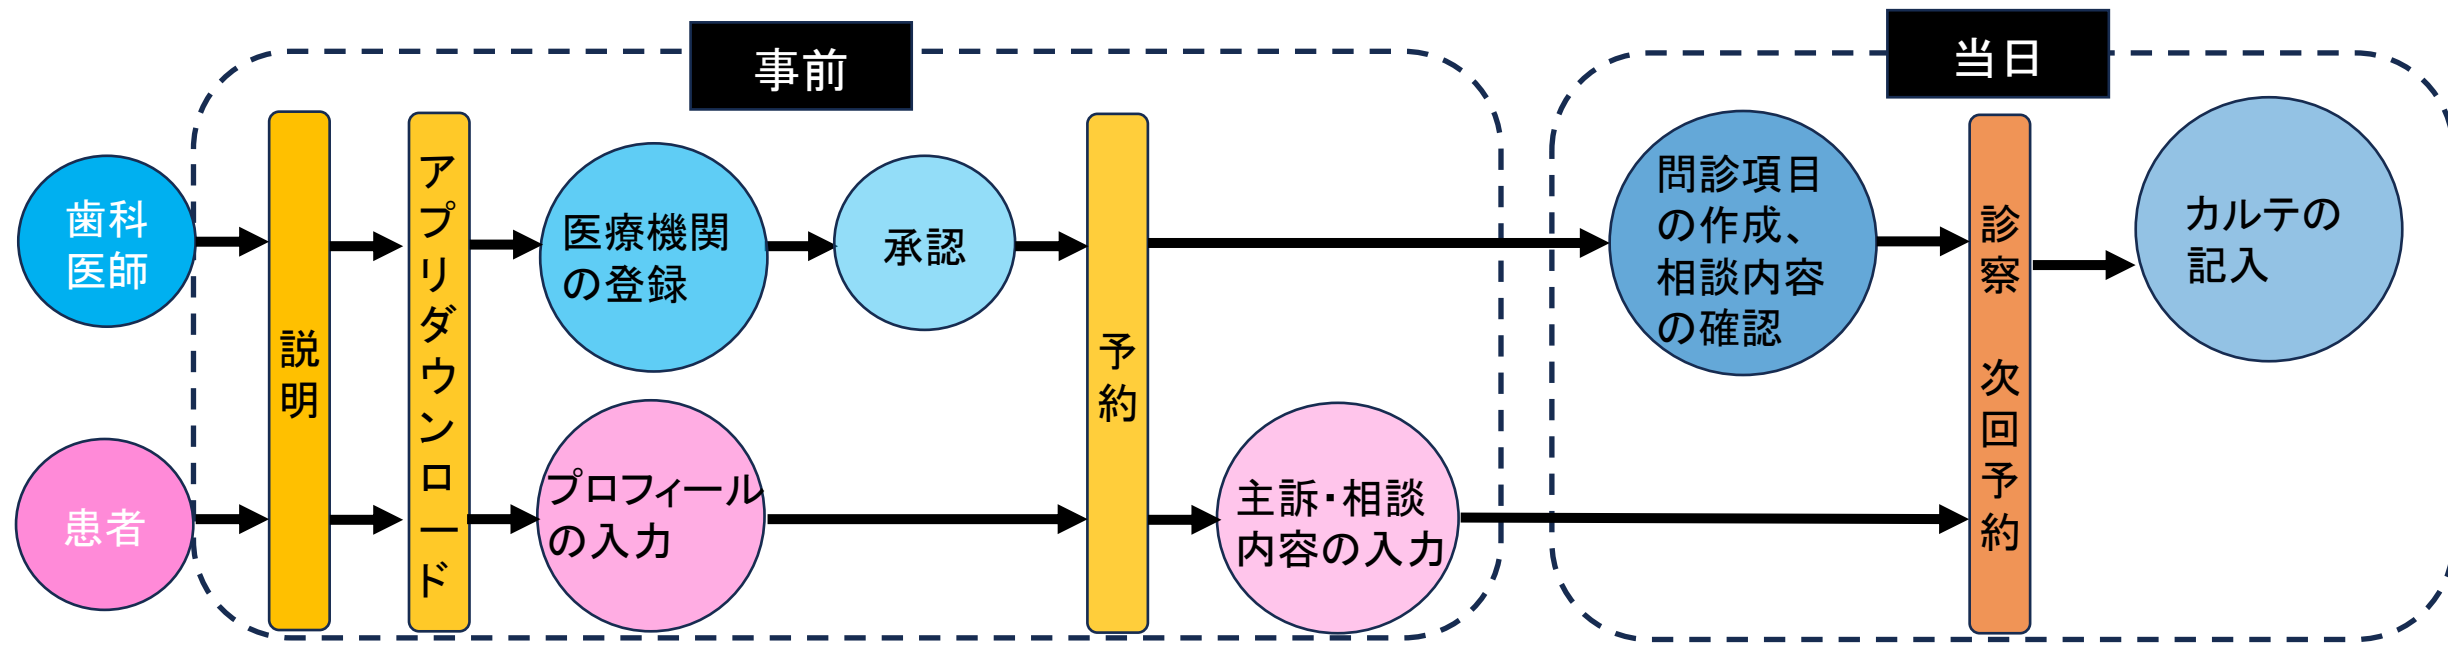 事前
当日
歯科
医師
患者
説明
アプリダウンロード
医療機関
の登録
承認
プロフィール
の入力
予約
主訴・相談
内容の入力
問診項目
の作成、
相談内容
の確認
診察 次回予約
カルテの
記入